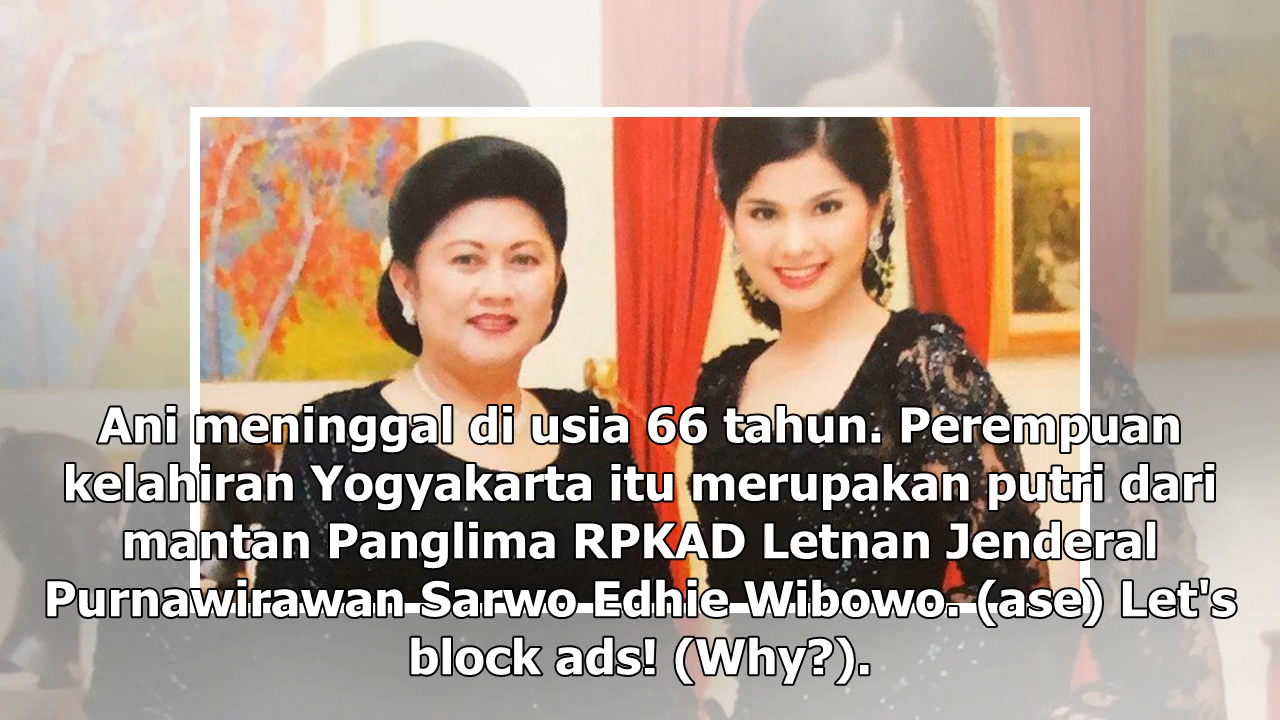 Ani meninggal di usia 66 tahun. Perempuan
kelahiran Yogyakarta itu merupakan putri dari
mantan Panglima RPKAD Letnan Jenderal
Purnawirawan Sarwo Edhie Wibowo. (ase) Let's
block ads! (Why?).